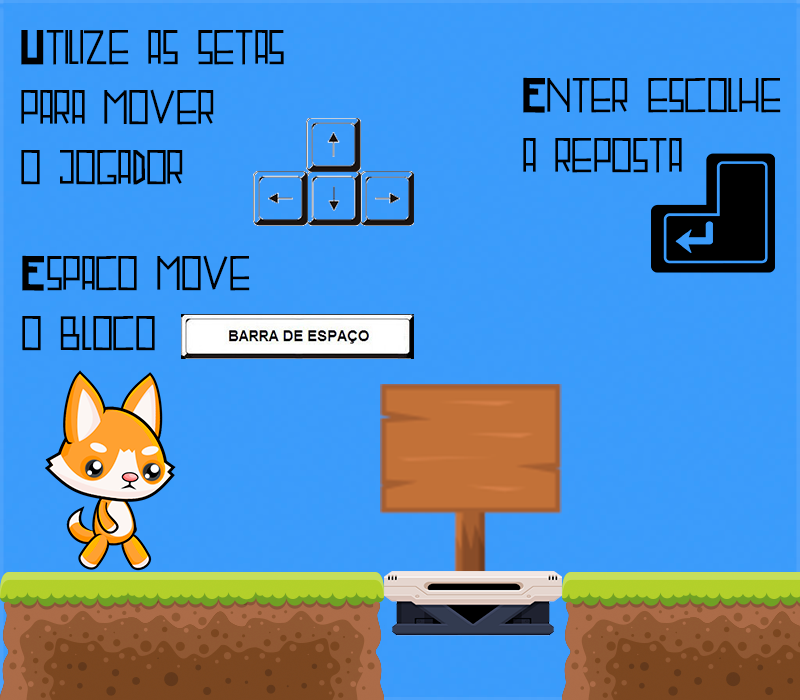 UTILIZE AS SETAS
PARA MOVER
O JOGADOR
ENTER ESCOLHE
A REPOSTA
ESPACO MOVE
O BLOCO
BARRA DE ESPAÇO